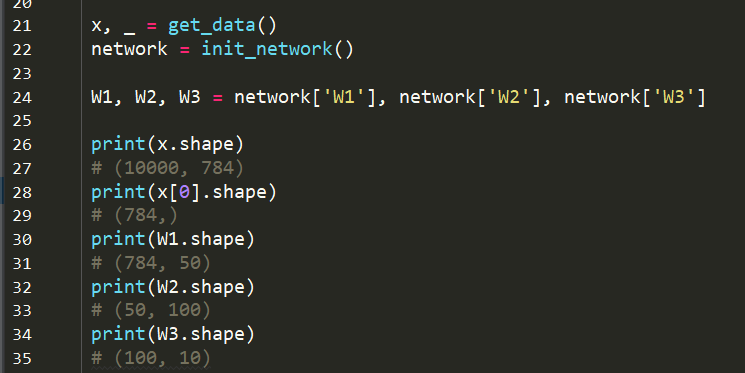 20
21 x, _ = get_data()
22 network = init_network()
23
24 W1, W2, W3 = network['W1'], network['W2'], network['W3']
25
26 print(x.shape)
27 # (10000, 784)
28 print(x[0].shape)
29 # (784,)
30 print(W1.shape)
31 # (784, 50)
32 print(W2.shape)
33 # (50, 100)
34 print(W3.shape)
35 # (100, 10)